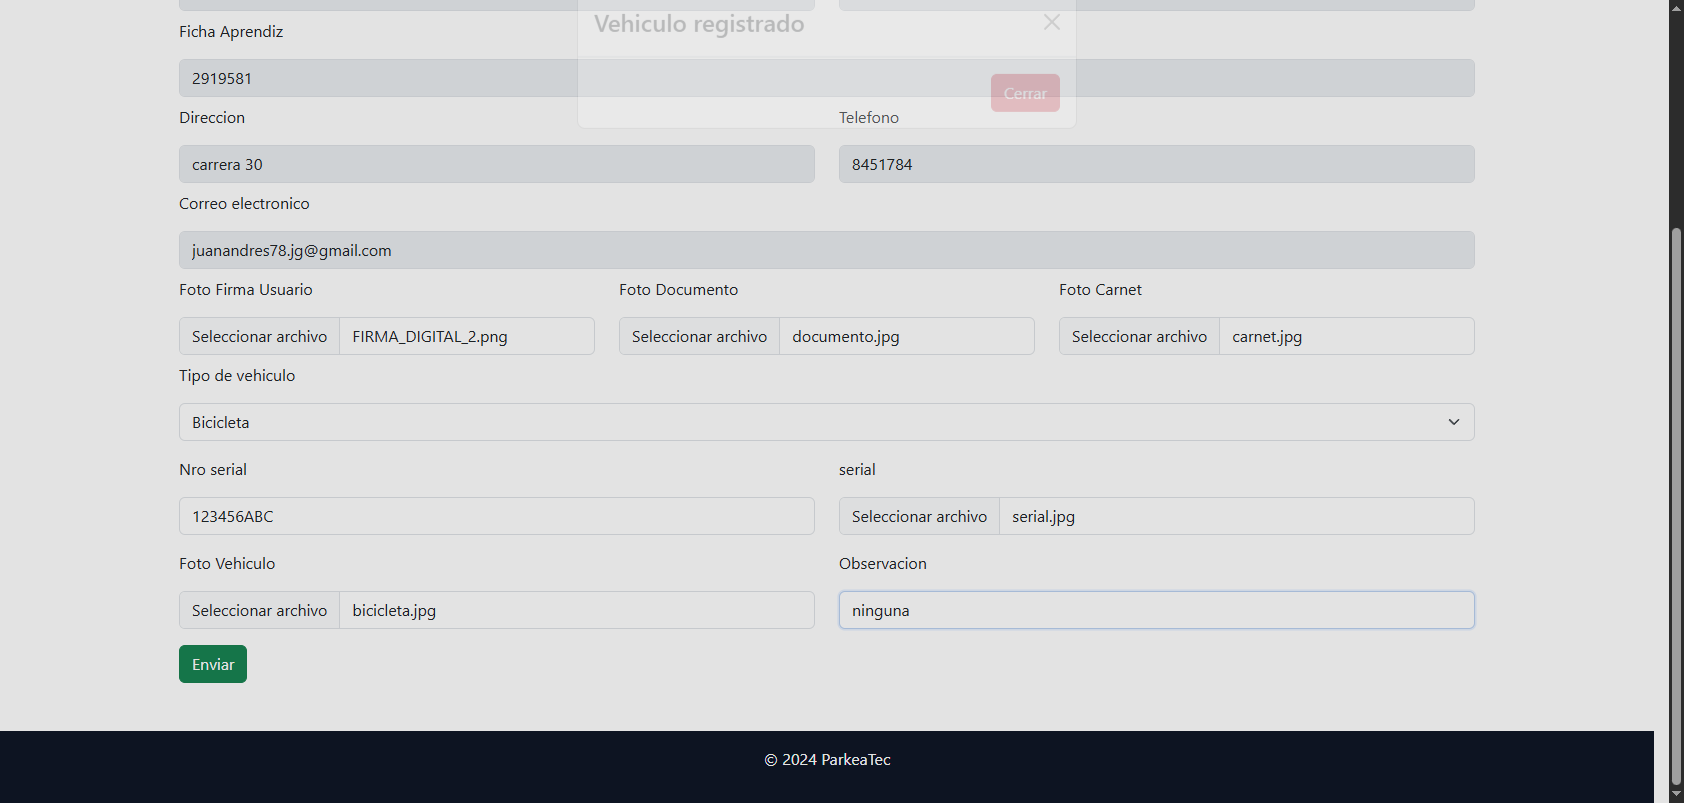 Vehiculo registrado
Ficha Aprendiz
2919581
Cerrar
Direccion
Telefono
carrera 30
8451784
Correo electronico
juanandres78.jg@gmail.com
Foto Firma Usuario
Foto Documento
Foto Carnet
Seleccionar archivo FIRMA_DIGITAL_2.png
Seleccionar archivo documento.jpg
Seleccionar archivo carnet.jpg
Tipo de vehiculo
Bicicleta
Nro serial
serial
123456ABC
Seleccionar archivo serial.jpg
Foto Vehiculo
Observacion
Seleccionar archivo bicicleta.jpg
ninguna
Enviar
© 2024 ParkeaTec